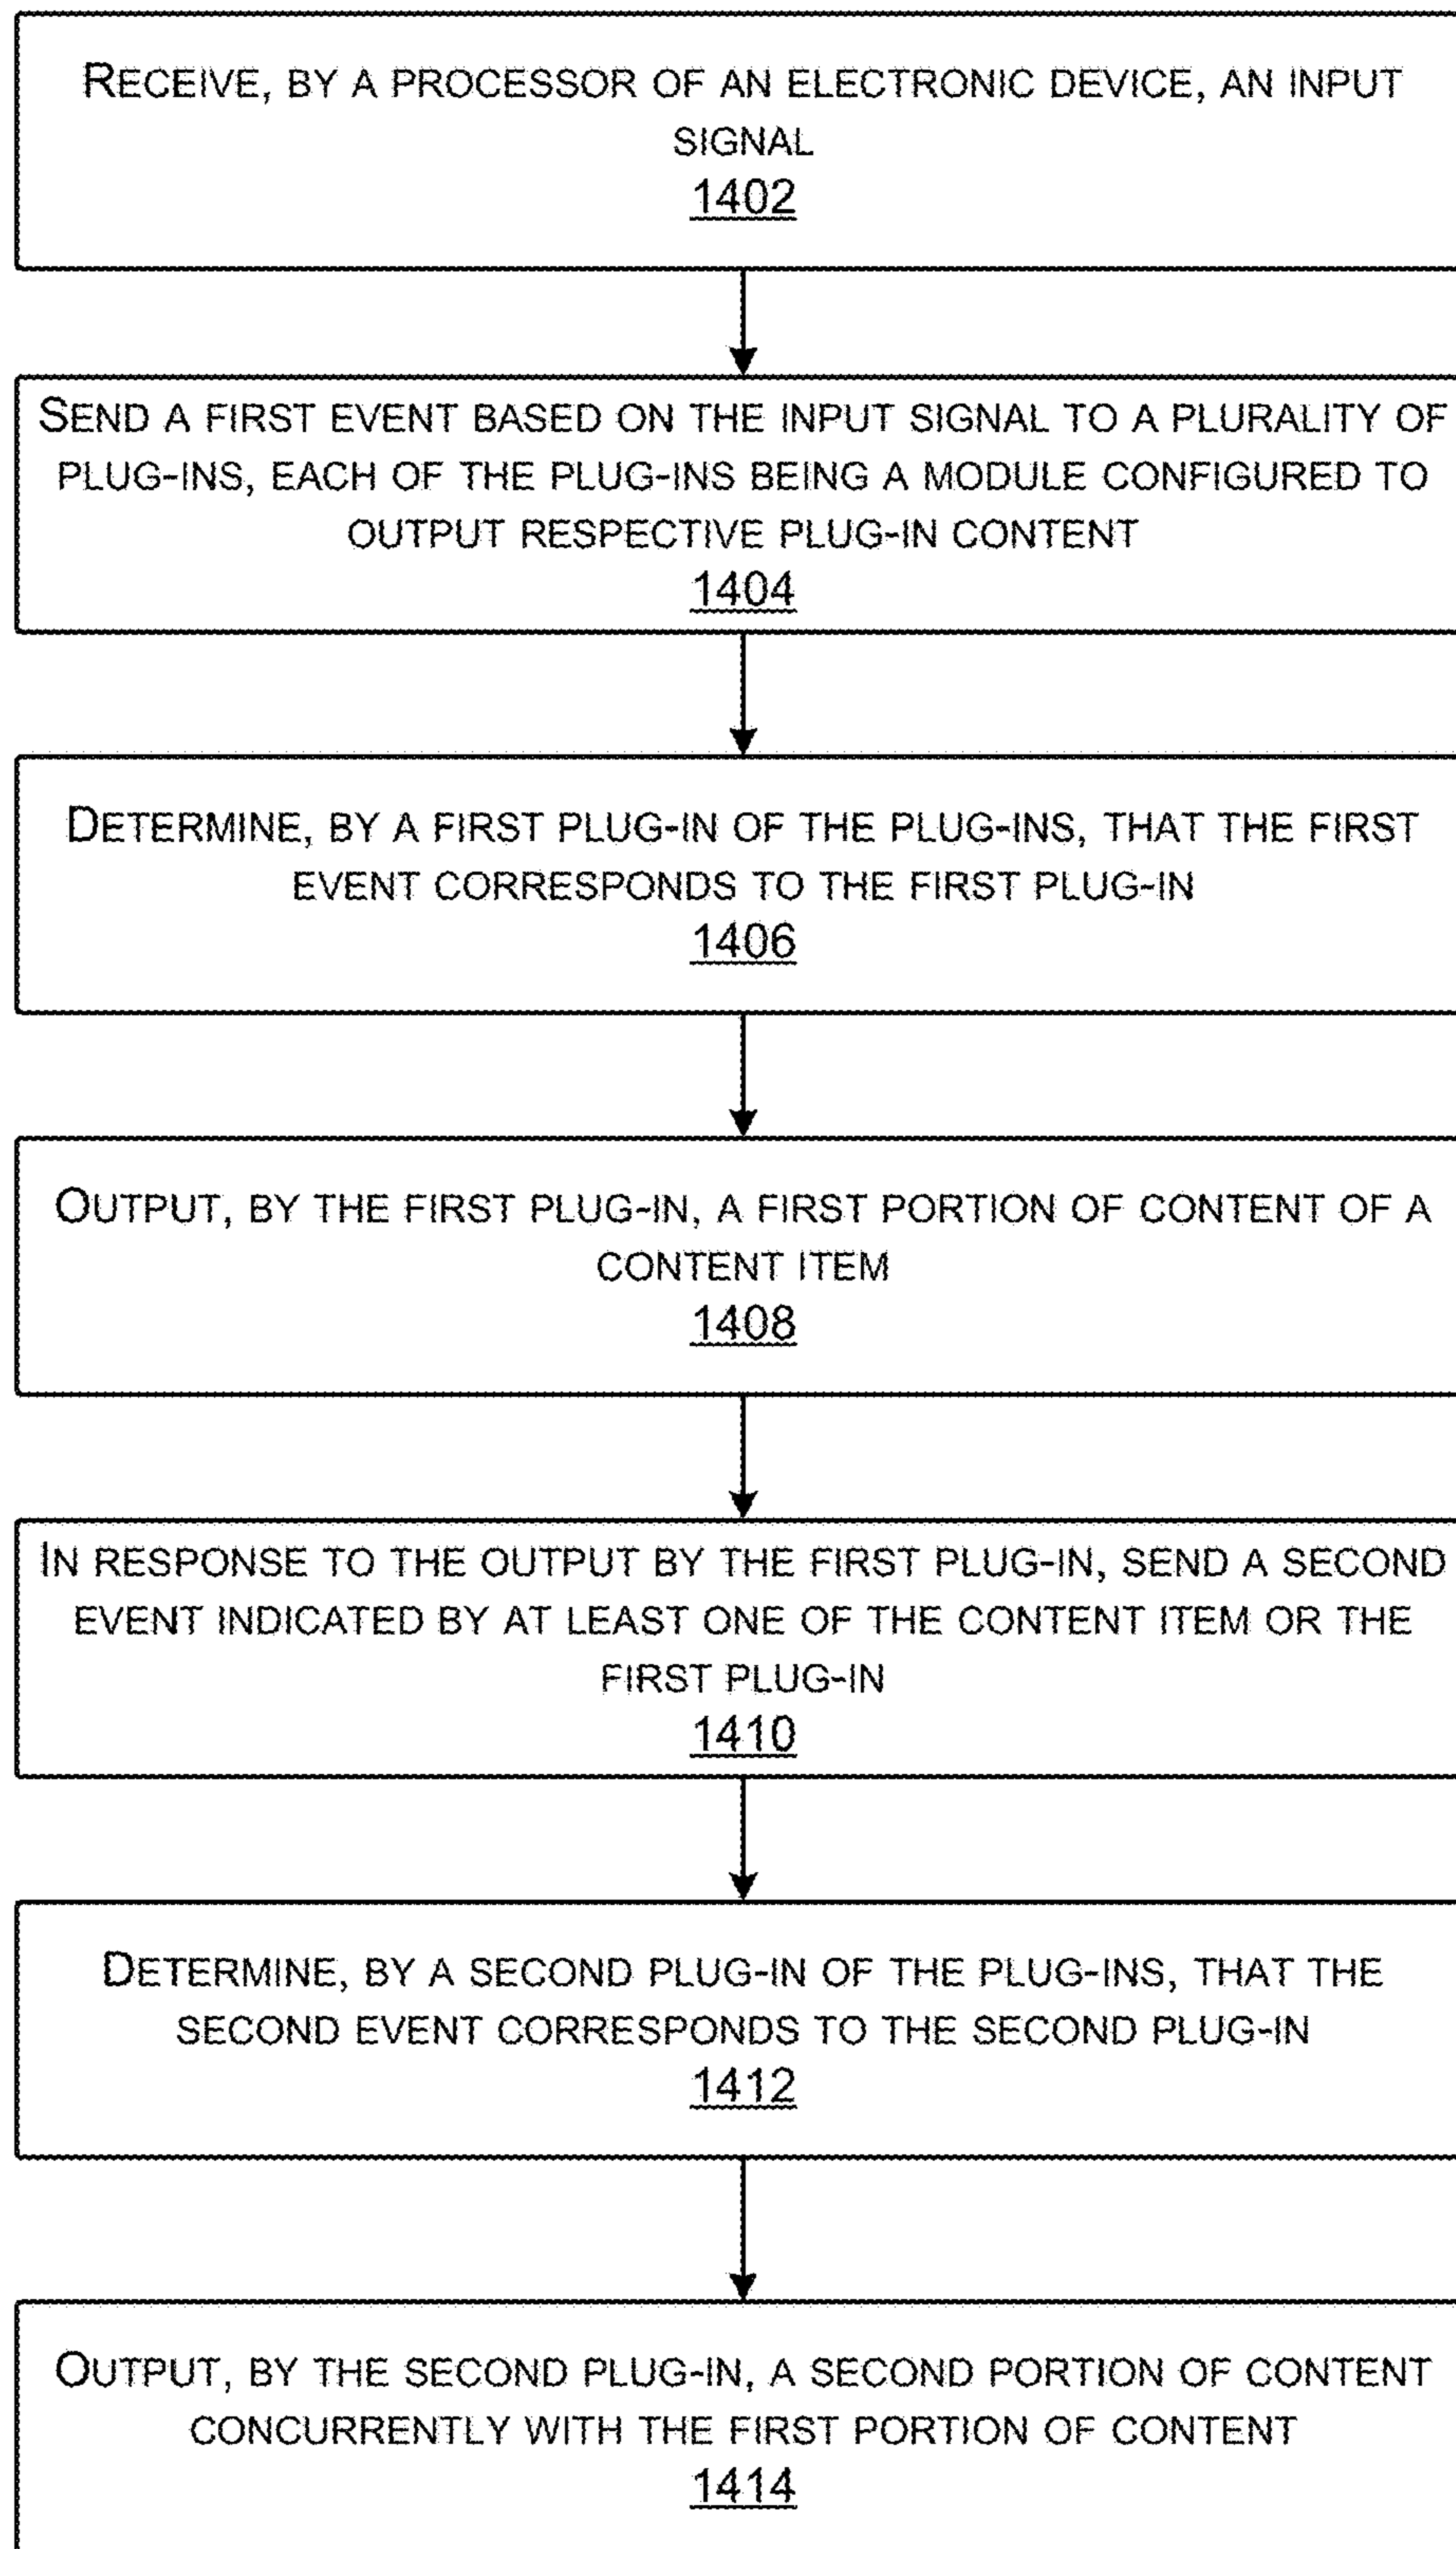 RECEIVE, BY A PROCESSOR OF AN ELECTRONIC DEVICE, AN INPUT
SIGNAL
1402
SEND A FIRST EVENT BASED ON THE INPUT SIGNAL TO A PLURALITY OF
PLUG-INS, EACH OF THE PLUG-INS BEING A MODULE CONFIGURED TO
OUTPUT RESPECTIVE PLUG-IN CONTENT
1404
DETERMINE, BY A FIRST PLUG-IN OF THE PLUG-INS, THAT THE FIRST
EVENT CORRESPONDS TO THE FIRST PLUG-IN
1406
OUTPUT, BY THE FIRST PLUG-IN, A FIRST PORTION OF CONTENT OF A
CONTENT ITEM
1408
IN RESPONSE TO THE OUTPUT BY THE FIRST PLUG-IN, SEND A SECOND
EVENT INDICATED BY AT LEAST ONE OF THE CONTENT ITEM OR THE
FIRST PLUG-IN
1410
DETERMINE, BY A SECOND PLUG-IN OF THE PLUG-INS, THAT THE
SECOND EVENT CORRESPONDS TO THE SECOND PLUG-IN
1412
OUTPUT, BY THE SECOND PLUG-IN, A SECOND PORTION OF CONTENT
CONCURRENTLY WITH THE FIRST PORTION OF CONTENT
1414